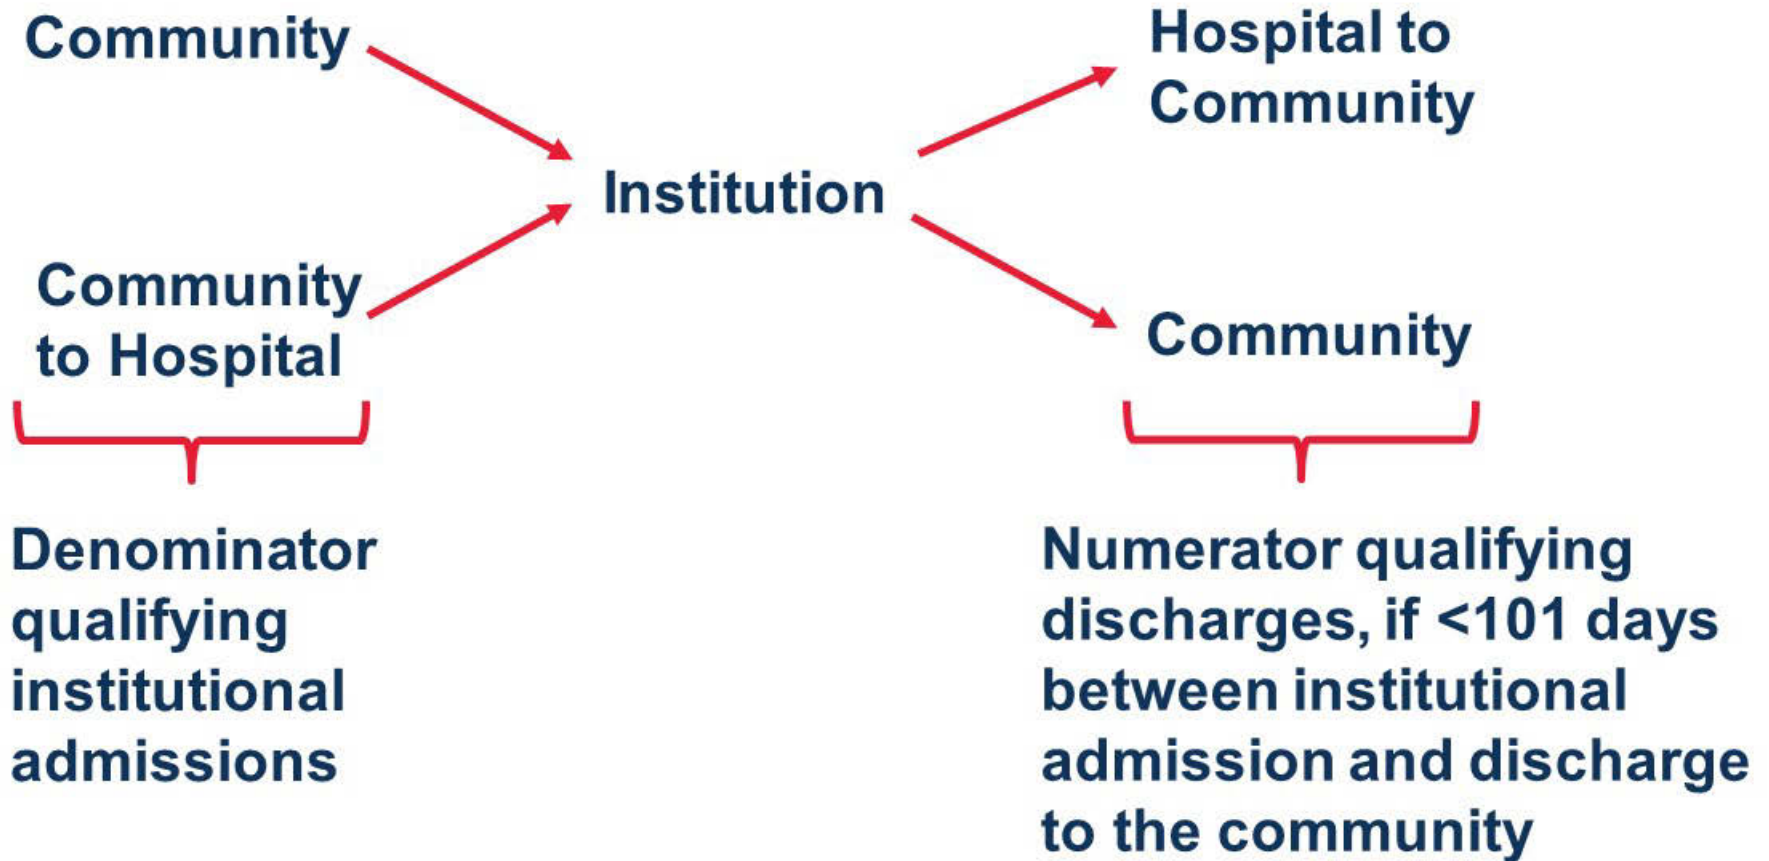 Community
Community
to Hospital
Institution
Hospital to
Community
Community
Denominator
qualifying
institutional
admissions
Numerator qualifying
discharges, if <101 days
between institutional
admission and discharge
to the community